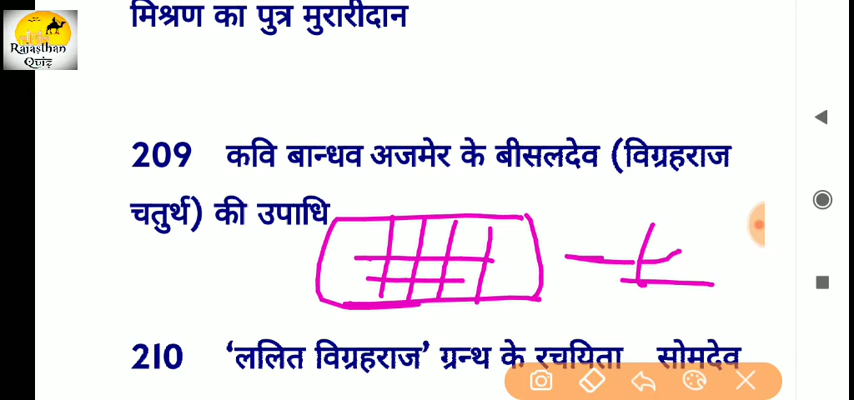 मिश्रण का पुत्र मुरारीदान
Rajasthan
Quiz
209 कवि बान्धव अजमेर के बीसलदेव (विग्रहराज
चतुर्थ) की उपाधि
210 ‘ललित विग्रहराज’ ग्रन्थ के रचयिता सोमदेव